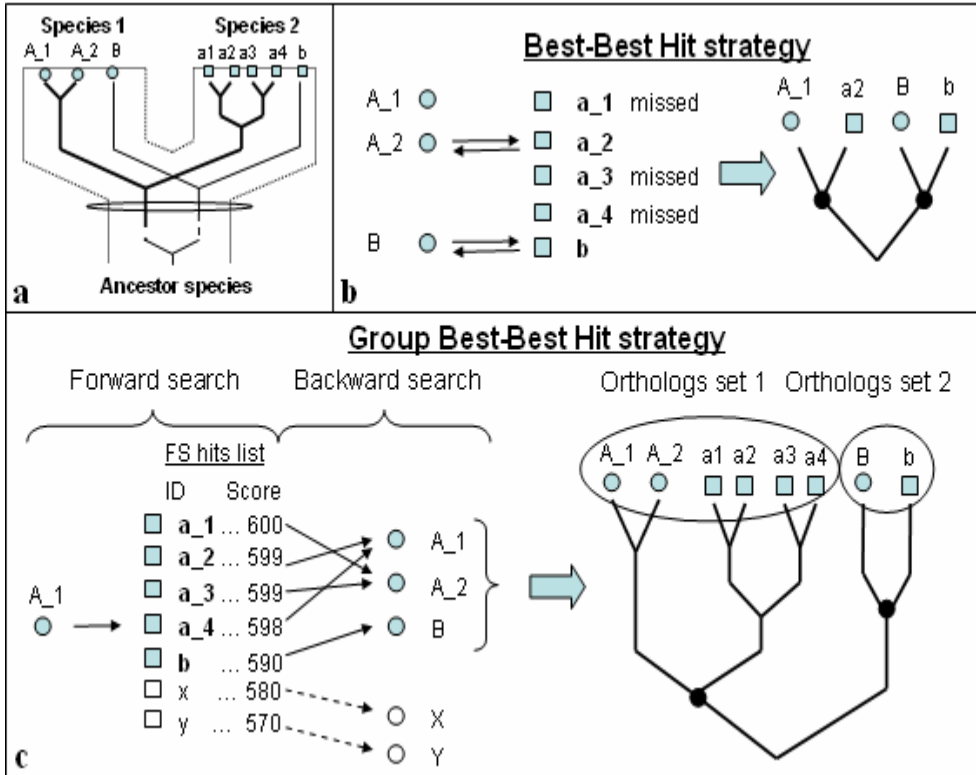 Species 1 Species 2
A_1 A_2 B a1 a2 a3 a4 b
Ancestor species
a
Best-Best Hit strategy
A_1 a_1 missed
A_2 a_2
a_3 missed
a_4 missed
B b
A_1 a2 B b
b
Group Best-Best Hit strategy
Forward search Backward search
FS hits list
ID Score
A_1
a_1 ... 600
a_2 ... 599
a_3 ... 599
a_4 ... 598
b ... 590
x ... 580
y ... 570
A_1
A_2
B
X
Y
Orthologs set 1 Orthologs set 2
A_1 A_2 a1 a2 a3 a4 B b
c